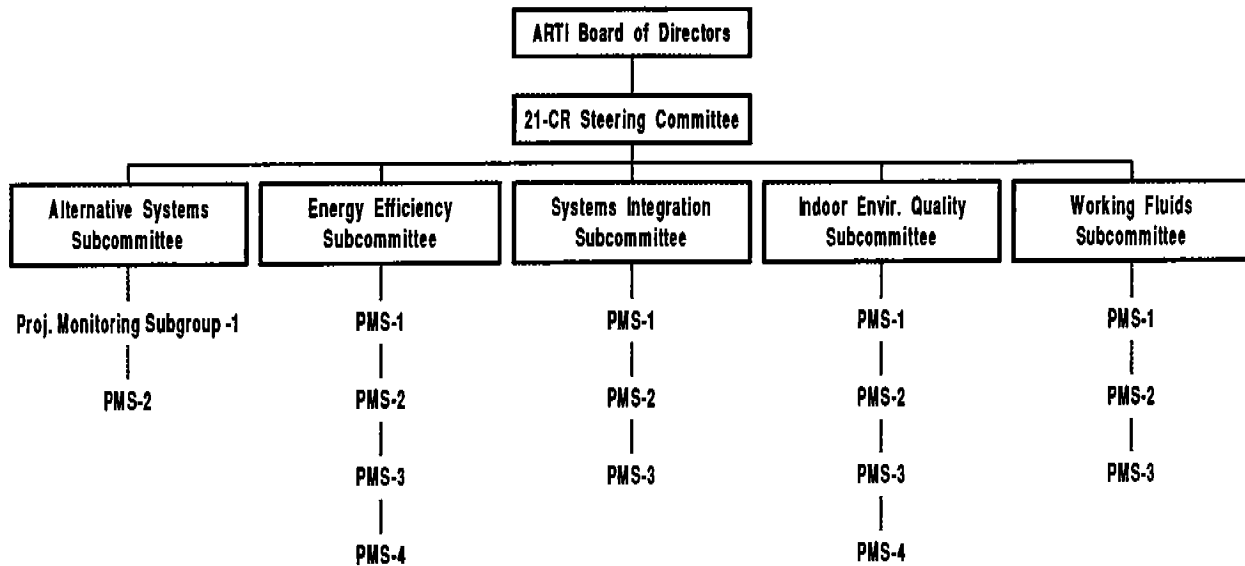 ARTI Board of Directors
21-CR Steering Committee
Alternative Systems
Subcommittee
Energy Efficiency
Subcommittee
Systems Integration
Subcommittee
Indoor Envir. Quality
Subcommittee
Working Fluids
Subcommittee
Proj. Monitoring Subgroup -1
PMS-2
PMS-1
PMS-2
PMS-3
PMS-4
PMS-1
PMS-2
PMS-3
PMS-1
PMS-2
PMS-3
PMS-4
PMS-1
PMS-2
PMS-3